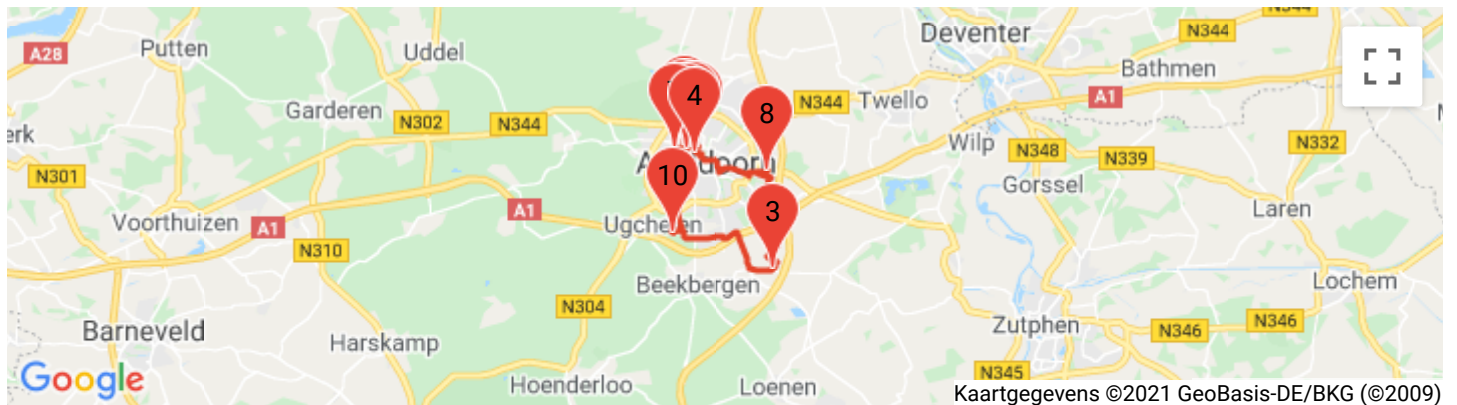 N344
Deventer
N344
Putten
Uddel
A28
Bathmen
A1
4
8
N344
Twello
Garderen
N302
N344
erk
N332
Wilp
N348
N339
N301
10
Gorssel
3
Laren
Voorthuizen
A1
A1
Ugchelen
N310
Beekbergen
Lochem
N304
Barneveld
Zutphen
N346
N346
Harskamp
N345
Google
Hoenderloo
Loenen
Kaartgegevens ©2021 GeoBasis-DE/BKG (©2009)